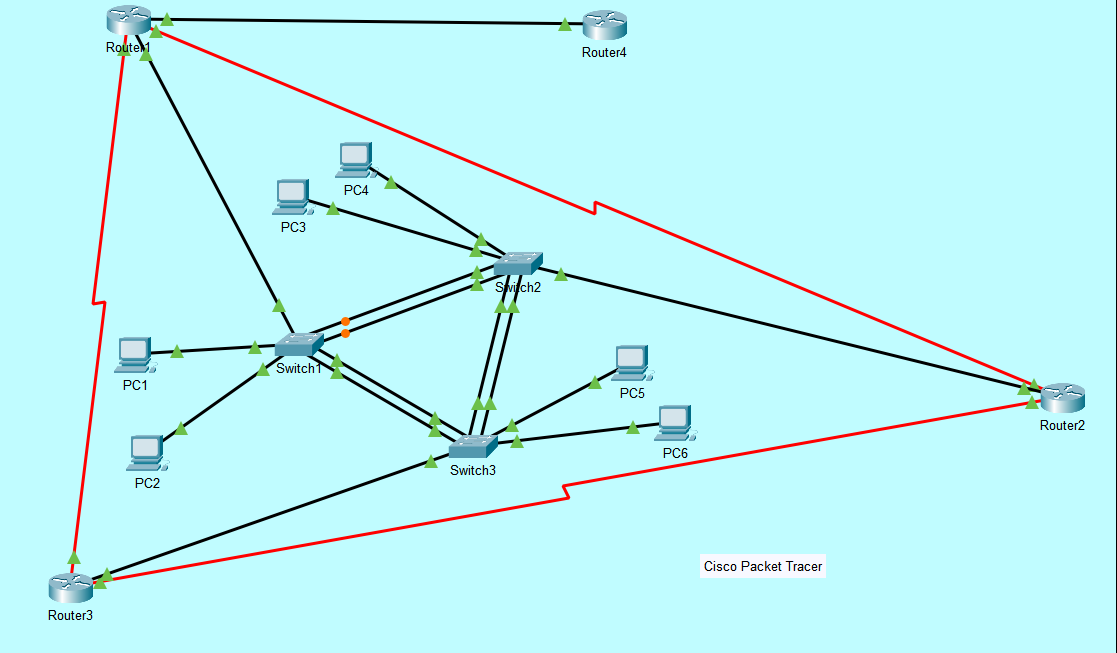 Router1
Router4
PC4
PC3
Switch2
Switch1
PC1
PC5
Router2
PC6
Switch3
PC2
Cisco Packet Tracer
Router3